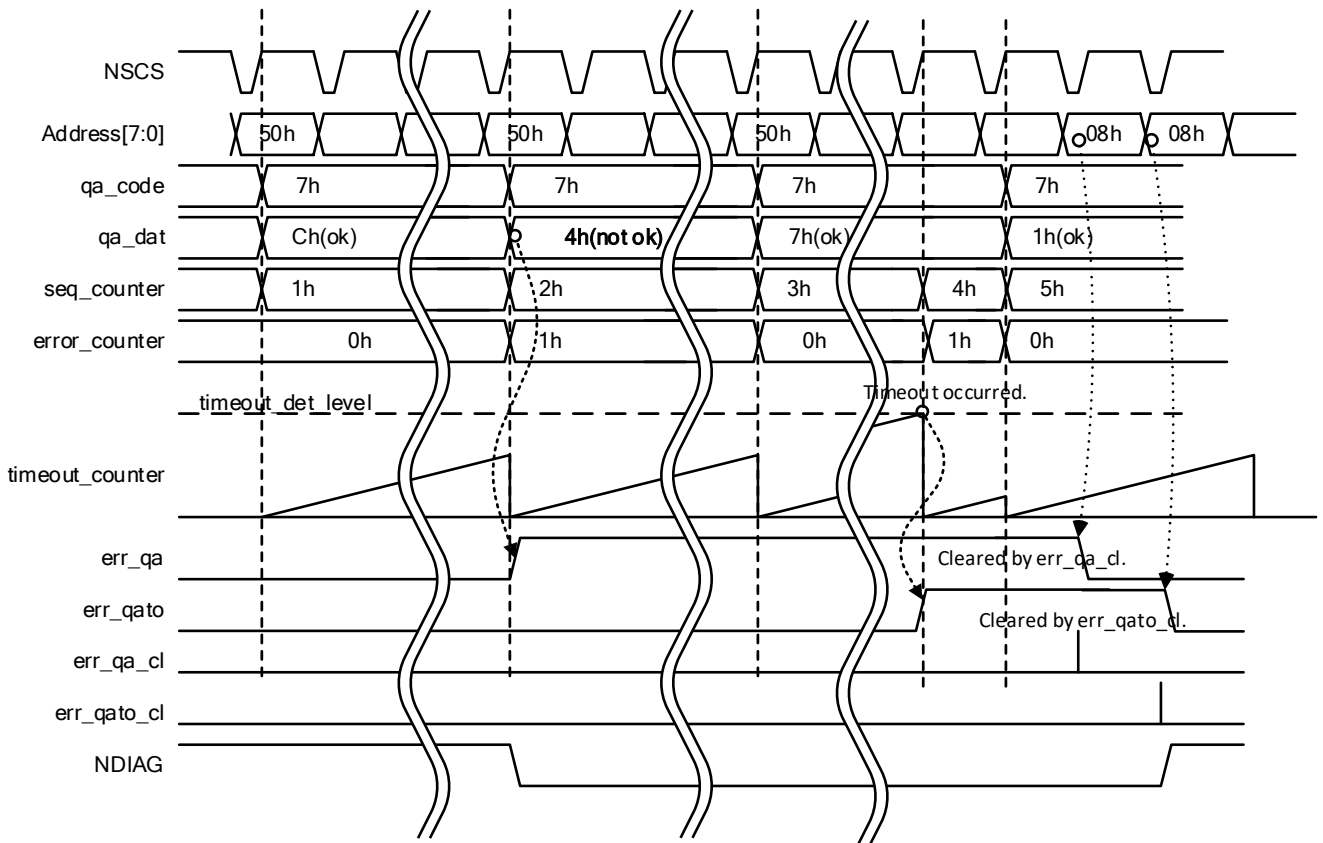 NSCS
Address[7:0] 50h 50h 50h 08h 08h
qa_code 7h 7h 7h 7h
qa_dat Ch(ok) 4h(not ok) 7h(ok) 1h(ok)
seq_counter 1h 2h 3h 4h 5h
error_counter 0h 1h 0h 1h 0h
timeout_det_level Timeout occurred.
timeout_counter
err_qa Cleared by err_qa_cl.
err_qato Cleared by err_qato_cl.
err_qa_cl
err_qato_cl
NDIAG